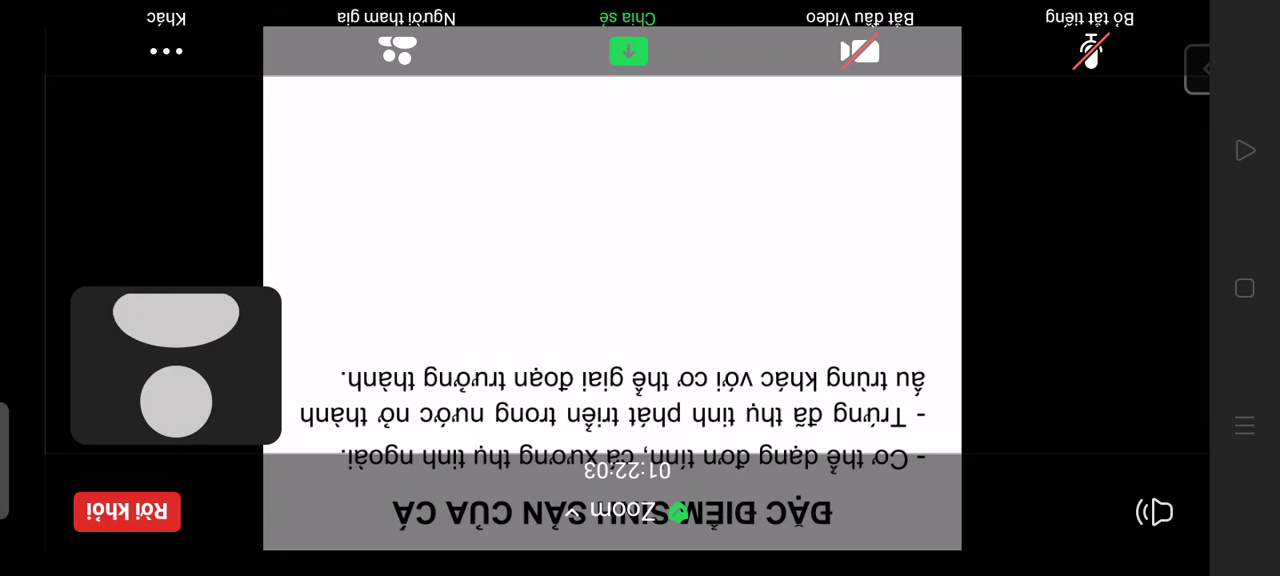 Rời khỏi
Zoom
01:22:03
ĐẶC ĐIỂM SINH SẢN CỦA CÁ
- Cơ thể dạng đơn tính, cá xương thụ tinh ngoài.
- Trứng đã thụ tinh phát triển trong nước nở thành
ấu trùng khác với cơ thể giai đoạn trưởng thành.
Bỏ tắt tiếng
Bắt đầu Video
Chia sẻ
Người tham gia
Khác